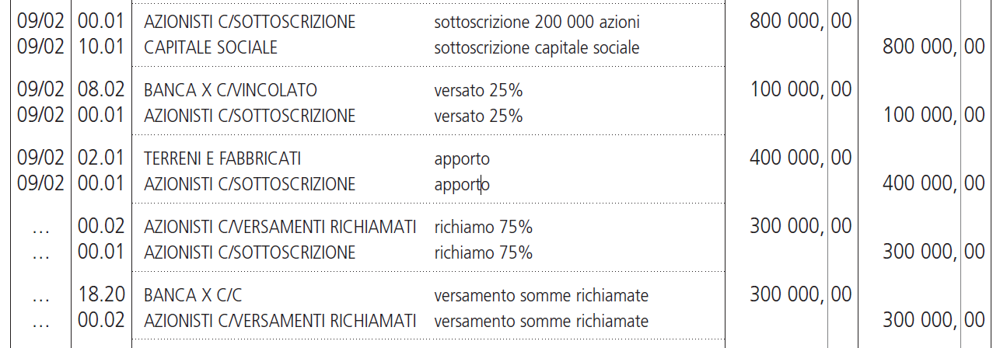 09/02 00.01 AZIONISTI C/SOTTOSCRIZIONE sottoscrizione 200 000 azioni 800 000, 00
09/02 10.01 CAPITALE SOCIALE sottoscrizione capitale sociale 800 000, 00
09/02 08.02 BANCA X C/VINCOLATO versato 25% 100 000, 00
09/02 00.01 AZIONISTI C/SOTTOSCRIZIONE versato 25% 100 000, 00
09/02 02.01 TERRENI E FABBRICATI apporto 400 000, 00
09/02 00.01 AZIONISTI C/SOTTOSCRIZIONE apporto 400 000, 00
... 00.02 AZIONISTI C/VERSAMENTI RICHIAMATI richiamo 75% 300 000, 00
... 00.01 AZIONISTI C/SOTTOSCRIZIONE richiamo 75% 300 000, 00
... 18.20 BANCA X C/C versamento somme richiamate 300 000, 00
... 00.02 AZIONISTI C/VERSAMENTI RICHIAMATI versamento somme richiamate 300 000, 00